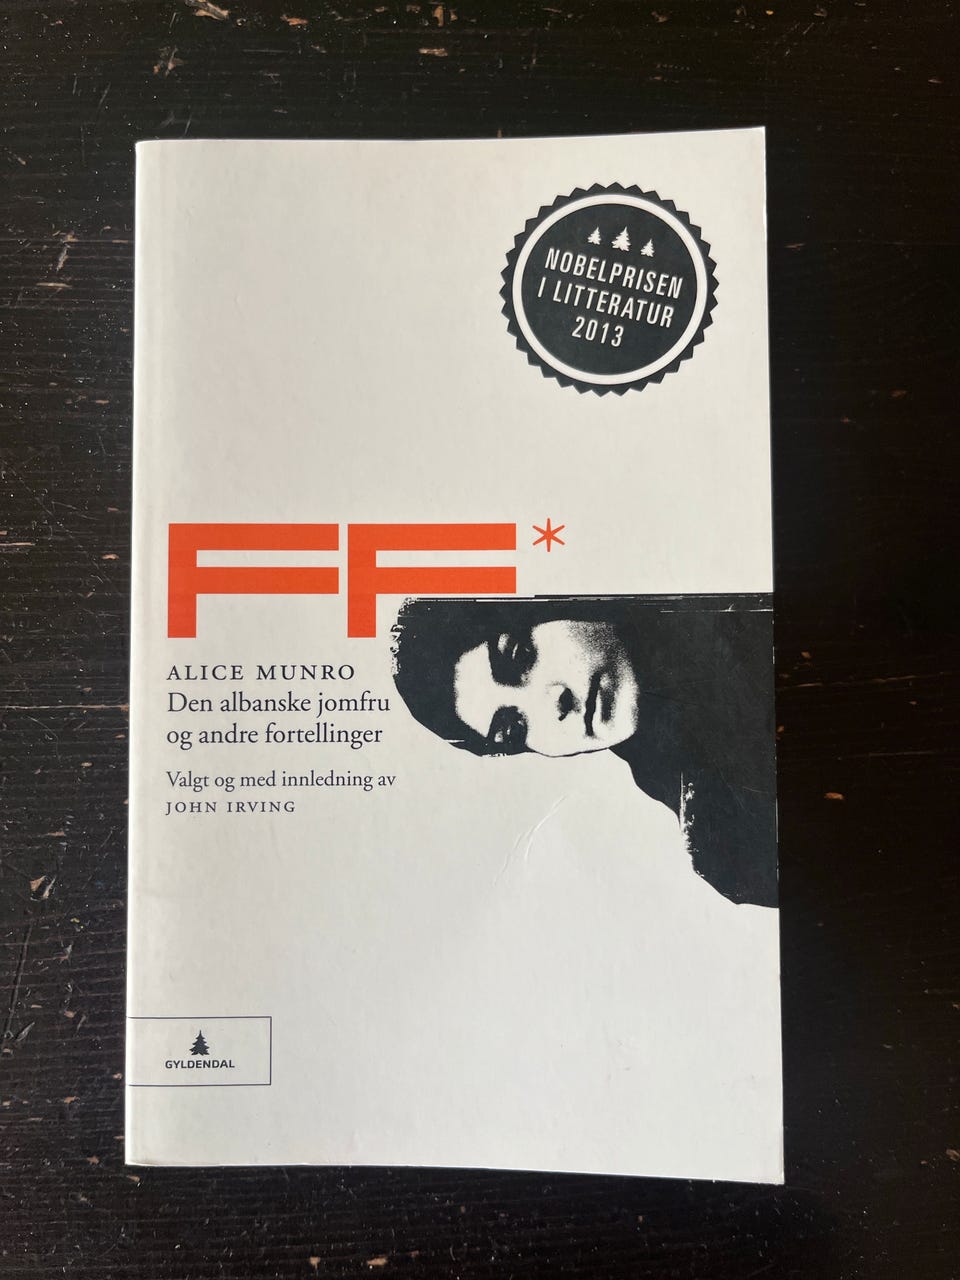 NOBELPRISEN
I LITTERATUR
2013
FF*
ALICE MUNRO
Den albanske jomfru
og andre fortellinger
Valgt og med innledning av
JOHN IRVING
GYLDENDAL